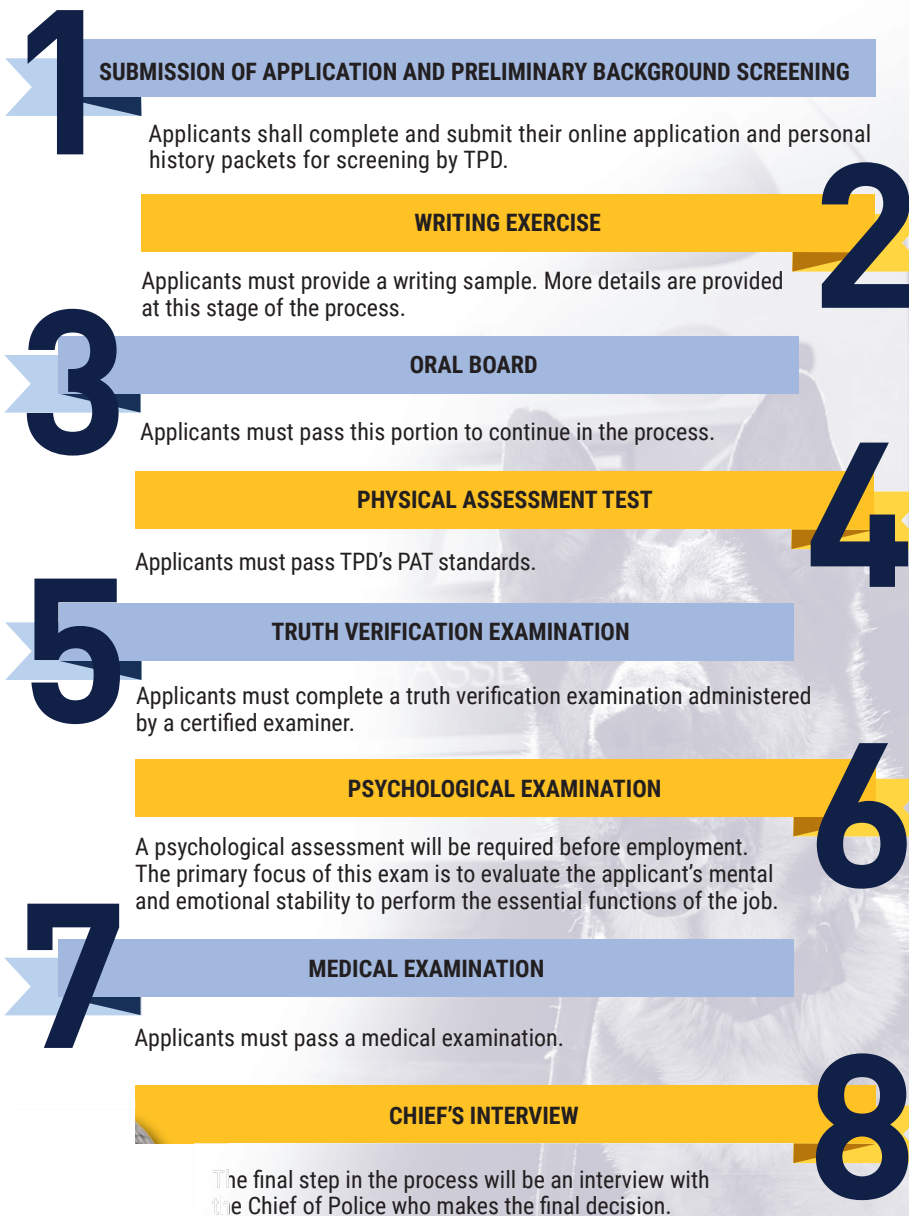 1
SUBMISSION OF APPLICATION AND PRELIMINARY BACKGROUND SCREENING
Applicants shall complete and submit their online application and personal
history packets for screening by TPD.
2
WRITING EXERCISE
Applicants must provide a writing sample. More details are provided
at this stage of the process.
3
ORAL BOARD
Applicants must pass this portion to continue in the process.
4
PHYSICAL ASSESSMENT TEST
Applicants must pass TPD’s PAT standards.
5
TRUTH VERIFICATION EXAMINATION
Applicants must complete a truth verification examination administered
by a certified examiner.
6
PSYCHOLOGICAL EXAMINATION
A psychological assessment will be required before employment.
The primary focus of this exam is to evaluate the applicant’s mental
and emotional stability to perform the essential functions of the job.
7
MEDICAL EXAMINATION
Applicants must pass a medical examination.
8
CHIEF’S INTERVIEW
The final step in the process will be an interview with
the Chief of Police who makes the final decision.